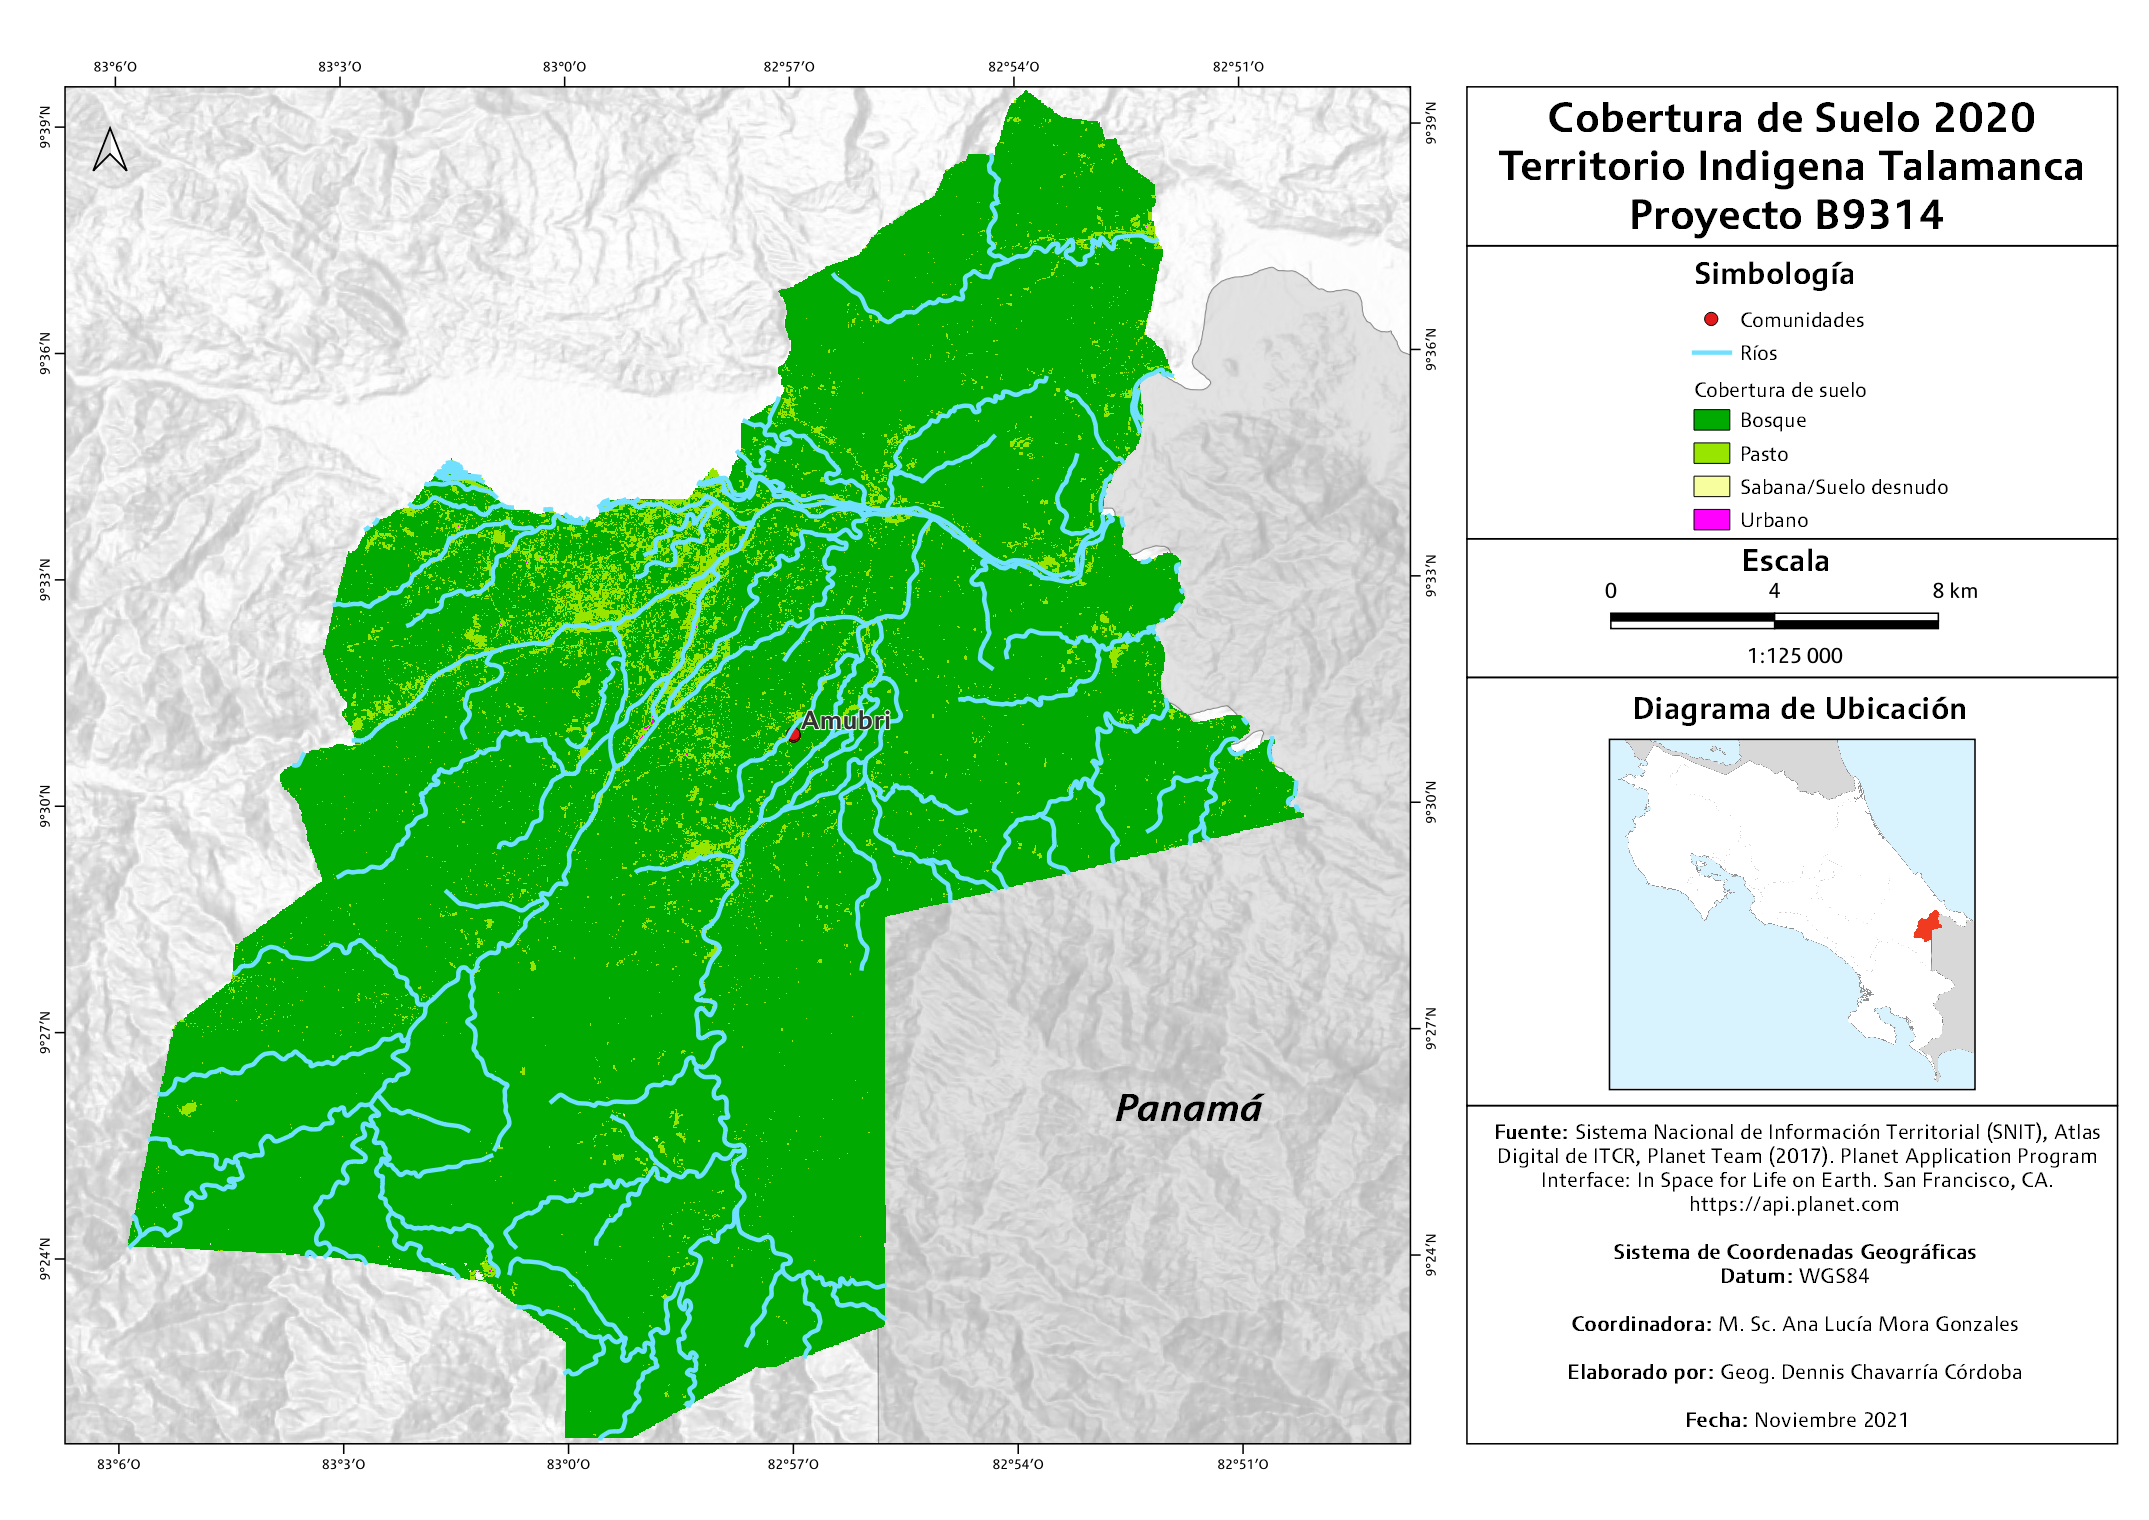 83°6′O 83°3′O 83°0′O 82°57′O 82°54′O 82°51′O
9°39′N
9°36′N
9°33′N
9°30′N
9°27′N
9°24′N
Amubri
Panamá
9°39′N
9°36′N
9°33′N
9°30′N
9°27′N
9°24′N
83°6′O 83°3′O 83°0′O 82°57′O 82°54′O 82°51′O
Cobertura de Suelo 2020
Territorio Indigena Talamanca
Proyecto B9314
Simbología
Comunidades
Ríos
Cobertura de suelo
Bosque
Pasto
Sabana/Suelo desnudo
Urbano
Escala
0 4 8 km
1:125 000
Diagrama de Ubicación
Fuente: Sistema Nacional de Información Territorial (SNIT), Atlas
Digital de ITCR, Planet Team (2017). Planet Application Program
Interface: In Space for Life on Earth. San Francisco, CA.
https://api.planet.com
Sistema de Coordenadas Geográficas
Datum: WGS84
Coordinadora: M. Sc. Ana Lucía Mora Gonzales
Elaborado por: Geog. Dennis Chavarría Córdoba
Fecha: Noviembre 2021